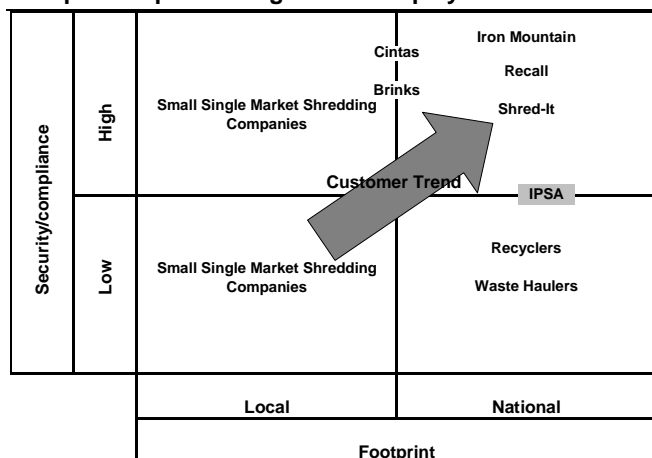 Security/compliance
High
Low
Small Single Market Shredding
Companies
Cintas
Brinks
Iron Mountain
Recall
Shred-It
Customer Trend
IPSA
Small Single Market Shredding
Companies
Recyclers
Waste Haulers
Local
National
Footprint